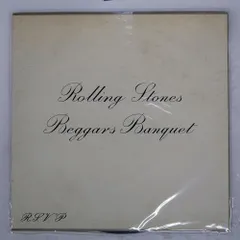 Rolling Stones
Beggars Banquet
R.S.V.P.